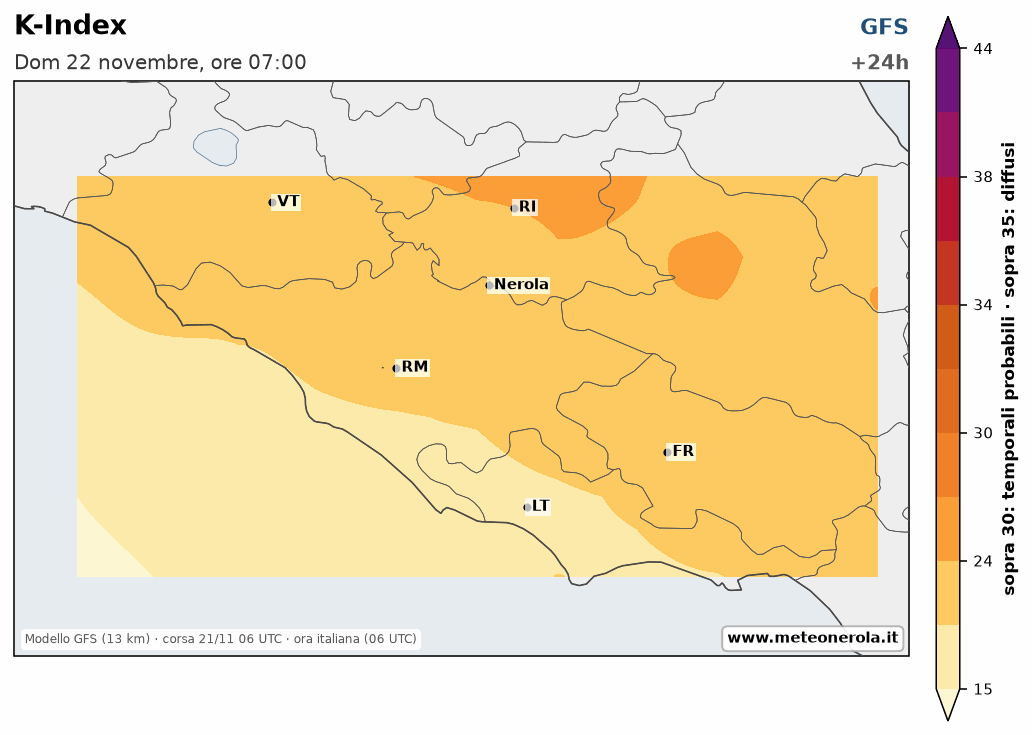 K-Index
GFS
Dom 22 novembre, ore 07:00
+24h
VT
RI
Nerola
RM
FR
LT
Modello GFS (13 km) · corsa 21/11 06 UTC · ora italiana (06 UTC)
www.meteonerola.it
44
38
34
30
24
15
sopra 30: temporali probabili · sopra 35: diffusi